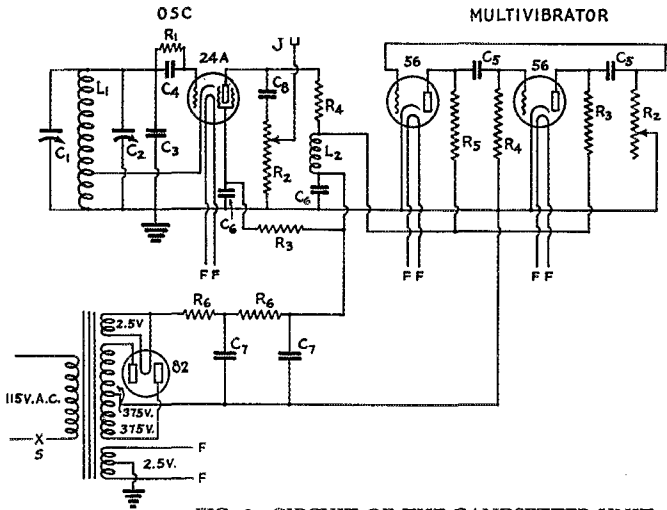 OSC
MULTIVIBRATOR
R1
24A
J
56
C5
56
C5
L1
C4
C8
R4
R3
R2
C1
C2
C3
R2
L2
R5
R4
C6
C6
R3
F F
F F
F F
2.5V.
R6
R6
82
C7
C7
115V.A.C.
375V.
375V.
X
S
2.5V.
F
F